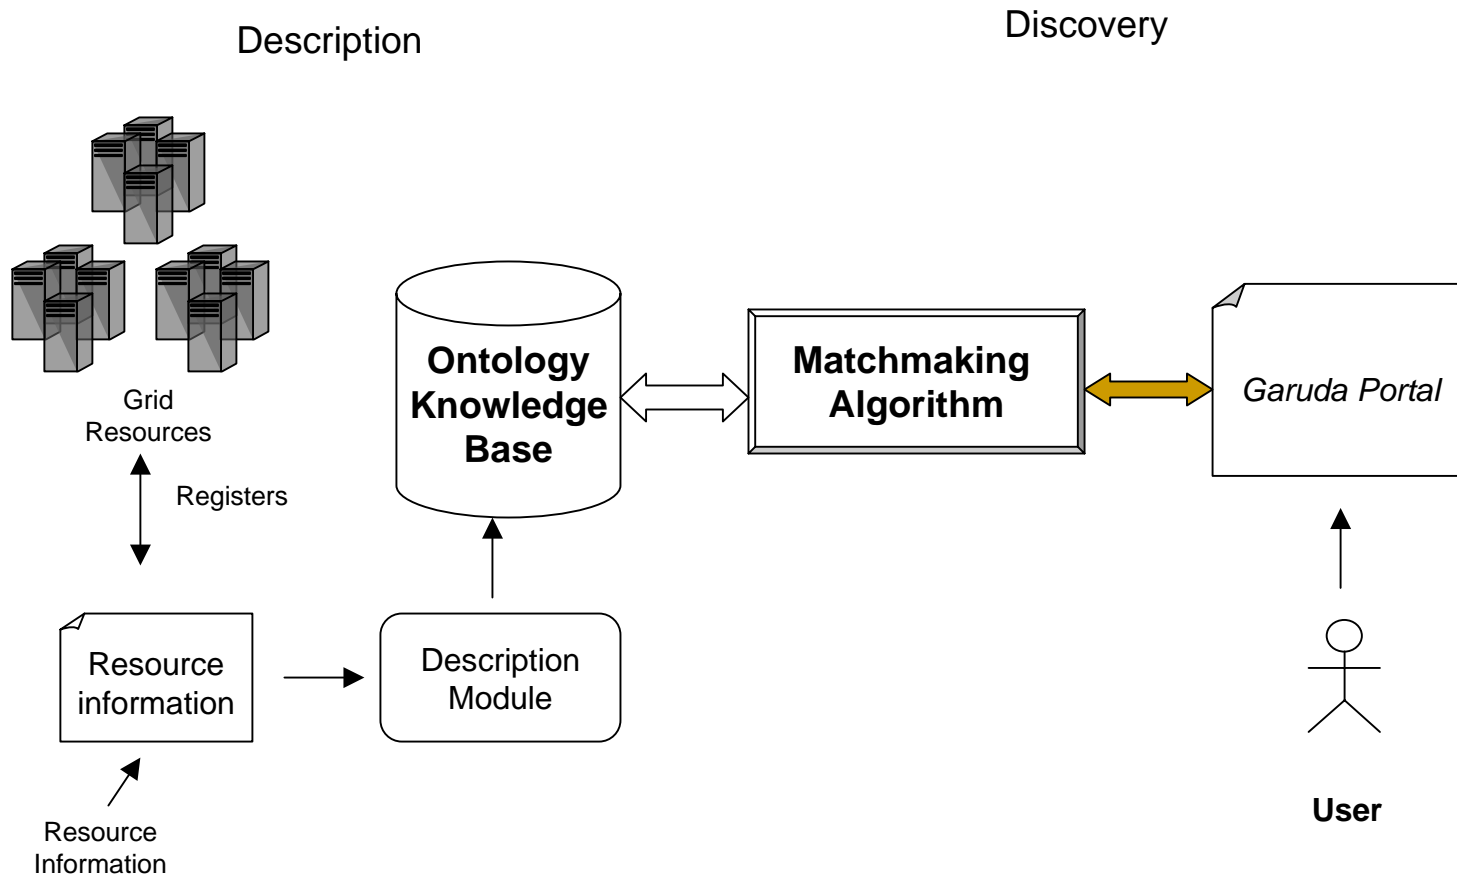 Description
Discovery
Grid
Resources
Registers
Resource
information
Resource
Information
Description
Module
Ontology
Knowledge
Base
Matchmaking
Algorithm
Garuda Portal
User